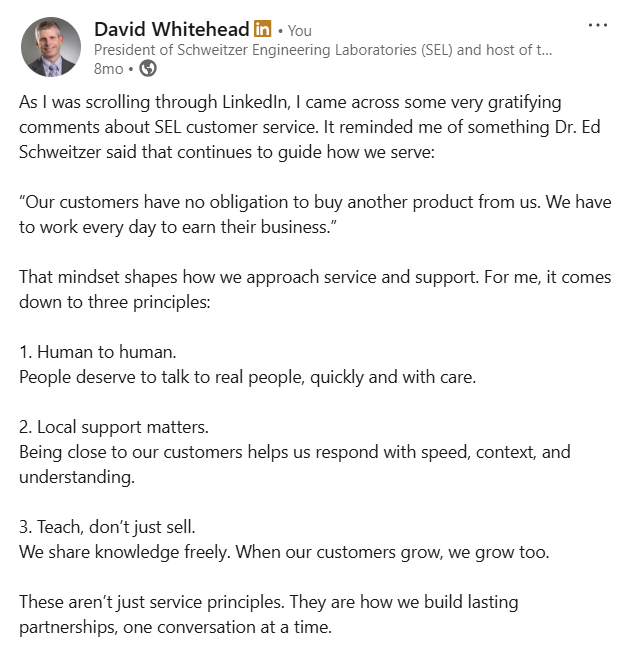 David Whitehead in • You
President of Schweitzer Engineering Laboratories (SEL) and host of t...
8mo •
As I was scrolling through LinkedIn, I came across some very gratifying
comments about SEL customer service. It reminded me of something Dr. Ed
Schweitzer said that continues to guide how we serve:
“Our customers have no obligation to buy another product from us. We have
to work every day to earn their business.”
That mindset shapes how we approach service and support. For me, it comes
down to three principles:
1. Human to human.
People deserve to talk to real people, quickly and with care.
2. Local support matters.
Being close to our customers helps us respond with speed, context, and
understanding.
3. Teach, don’t just sell.
We share knowledge freely. When our customers grow, we grow too.
These aren’t just service principles. They are how we build lasting
partnerships, one conversation at a time.